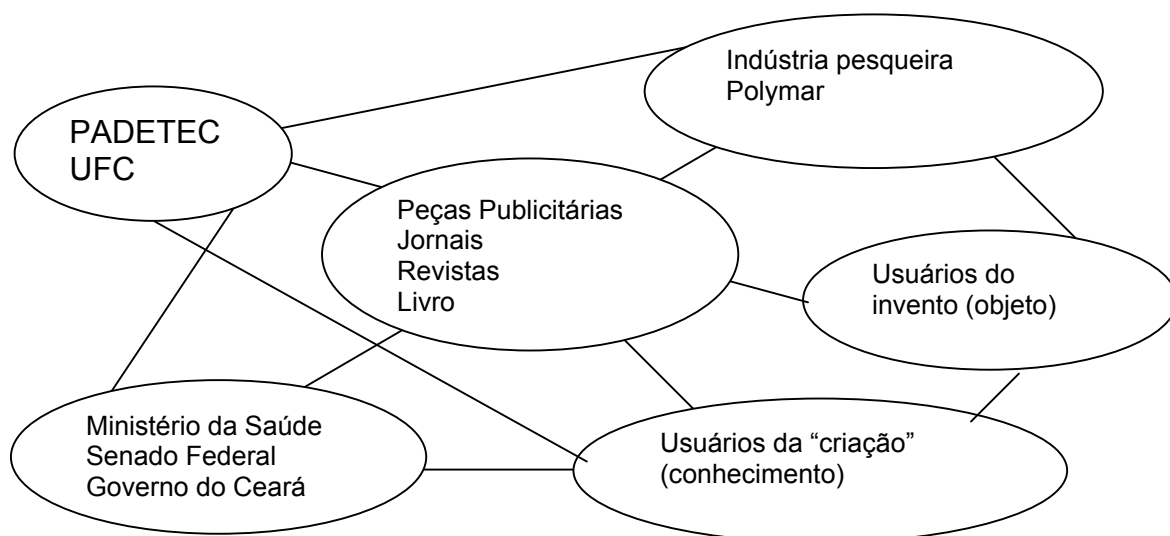 Indústria pesqueira
Polymar
PADETEC
UFC
Peças Publicitárias
Jornais
Revistas
Livro
Usuários do
invento (objeto)
Ministério da Saúde
Senado Federal
Governo do Ceará
Usuários da “criação”
(conhecimento)